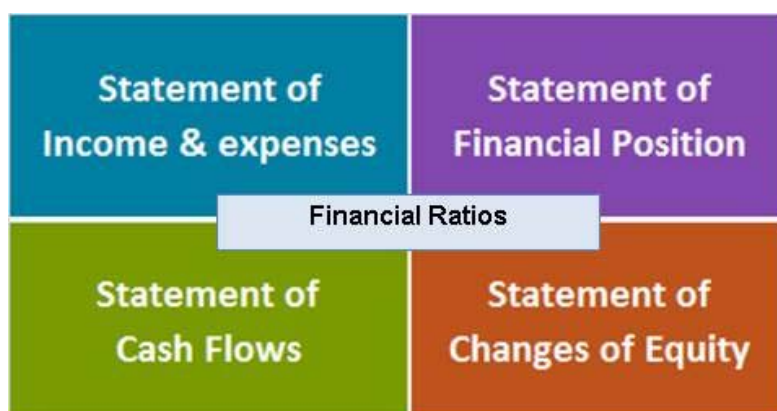 Statement of
Income & expenses
Statement of
Financial Position
Financial Ratios
Statement of
Cash Flows
Statement of
Changes of Equity